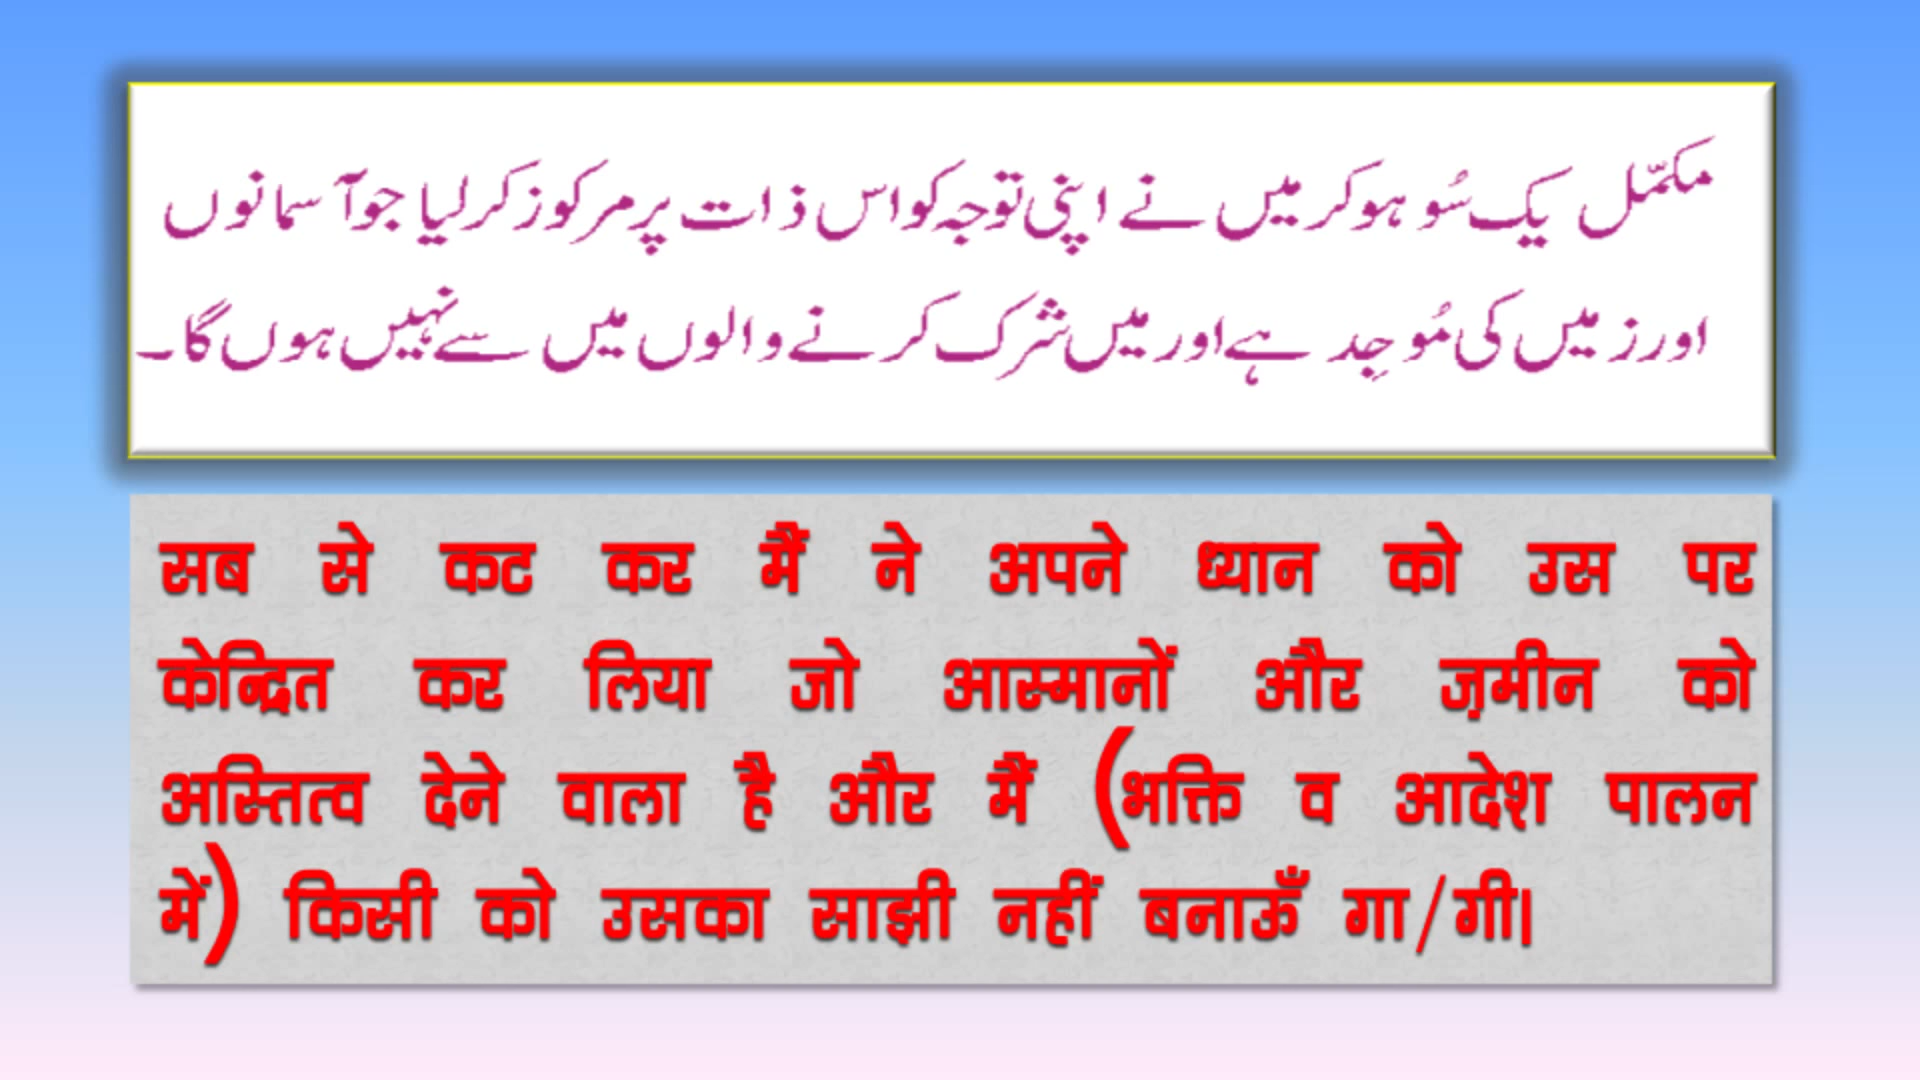 مکمّل یک سُو ہوکر میں نے اپنی توجہ کو اس ذات پر مرکوز کرلیا جو آسمانوں
اور زمیں کی مُوجِد ہے اور میں شرک کرنے والوں میں سے نہیں ہوں گا۔
सब से कट कर मैं ने अपने ध्यान को उस पर
केन्द्रित कर लिया जो आस्मानों और ज़मीन को
अस्तित्व देने वाला है और मैं (भक्ति व आदेश पालन
में) किसी को उसका साझी नहीं बनाऊँ गा/गी।